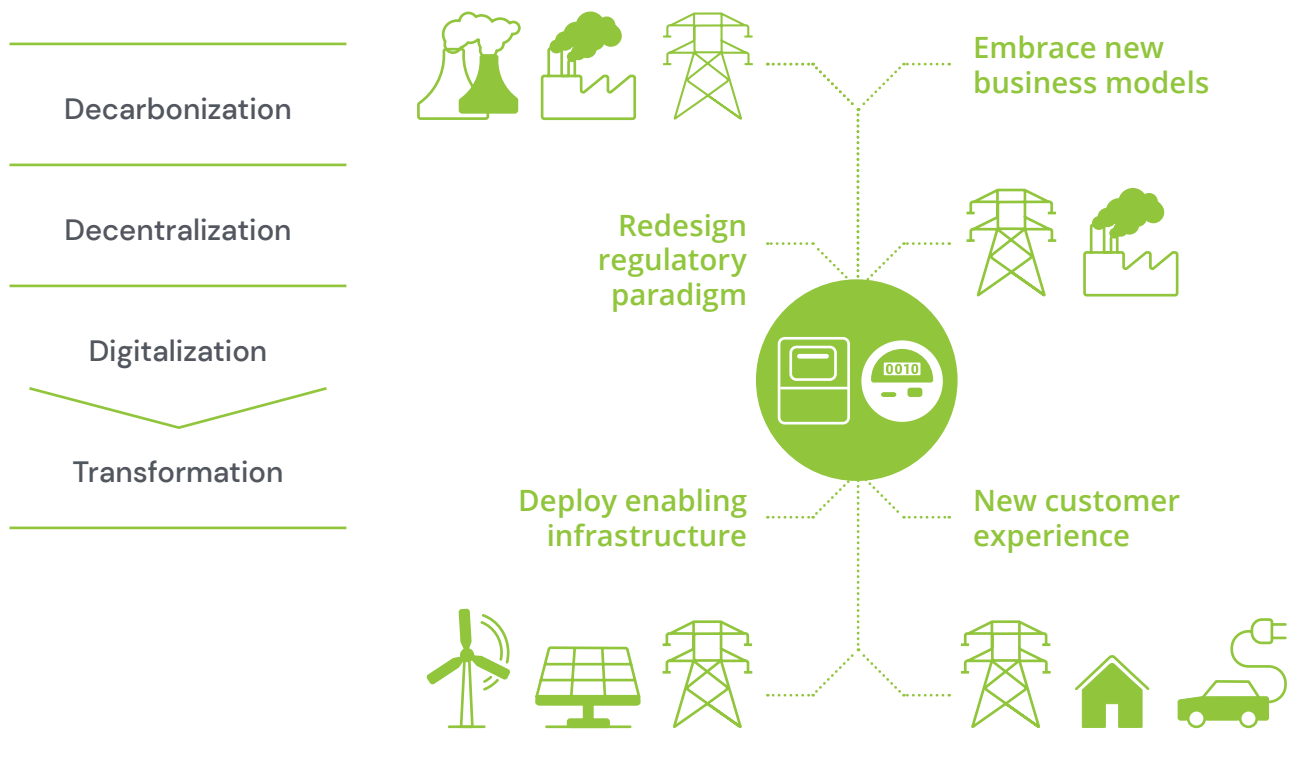 Decarbonization
Decentralization
Digitalization
Transformation
Embrace new
business models
Redesign
regulatory
paradigm
0010
Deploy enabling
infrastructure
New customer
experience